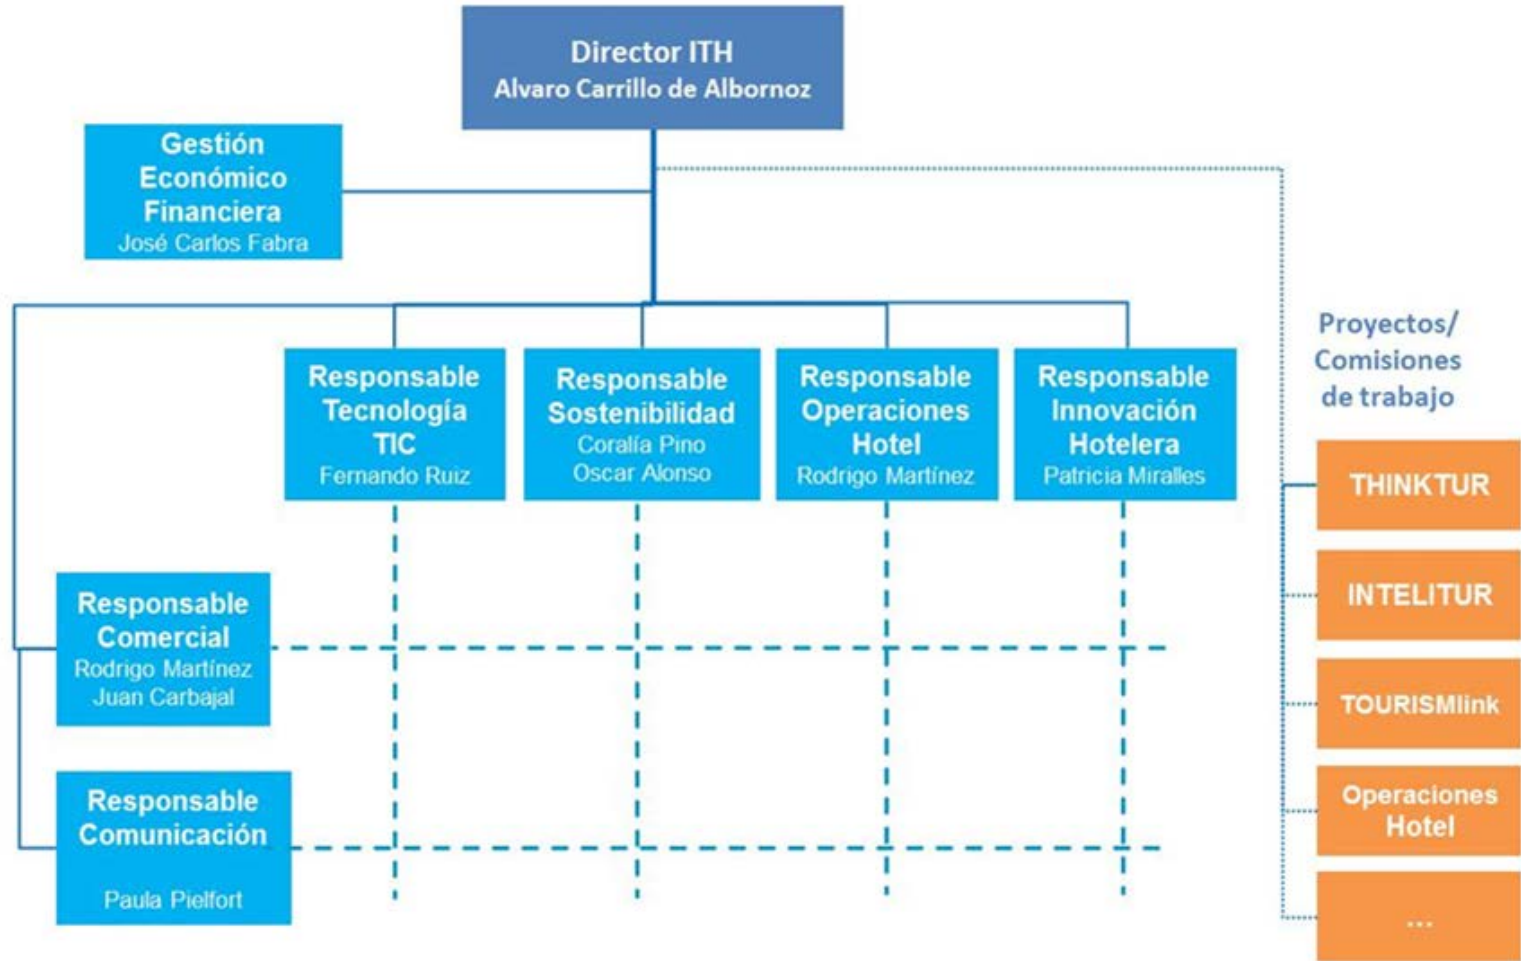 Director ITH
Alvaro Carrillo de Albornoz
Gestión
Económico
Financiera
José Carlos Fabra
Responsable
Tecnología
TIC
Fernando Ruiz
Responsable
Sostenibilidad
Coralía Pino
Oscar Alonso
Responsable
Operaciones
Hotel
Rodrigo Martínez
Responsable
Innovación
Hotelera
Patricia Miralles
Responsable
Comercial
Rodrigo Martínez
Juan Carbajal
Responsable
Comunicación
Paula Pielfort
Proyectos/
Comisiones
de trabajo
THINKTUR
INTELITUR
TOURISMlink
Operaciones
Hotel
...